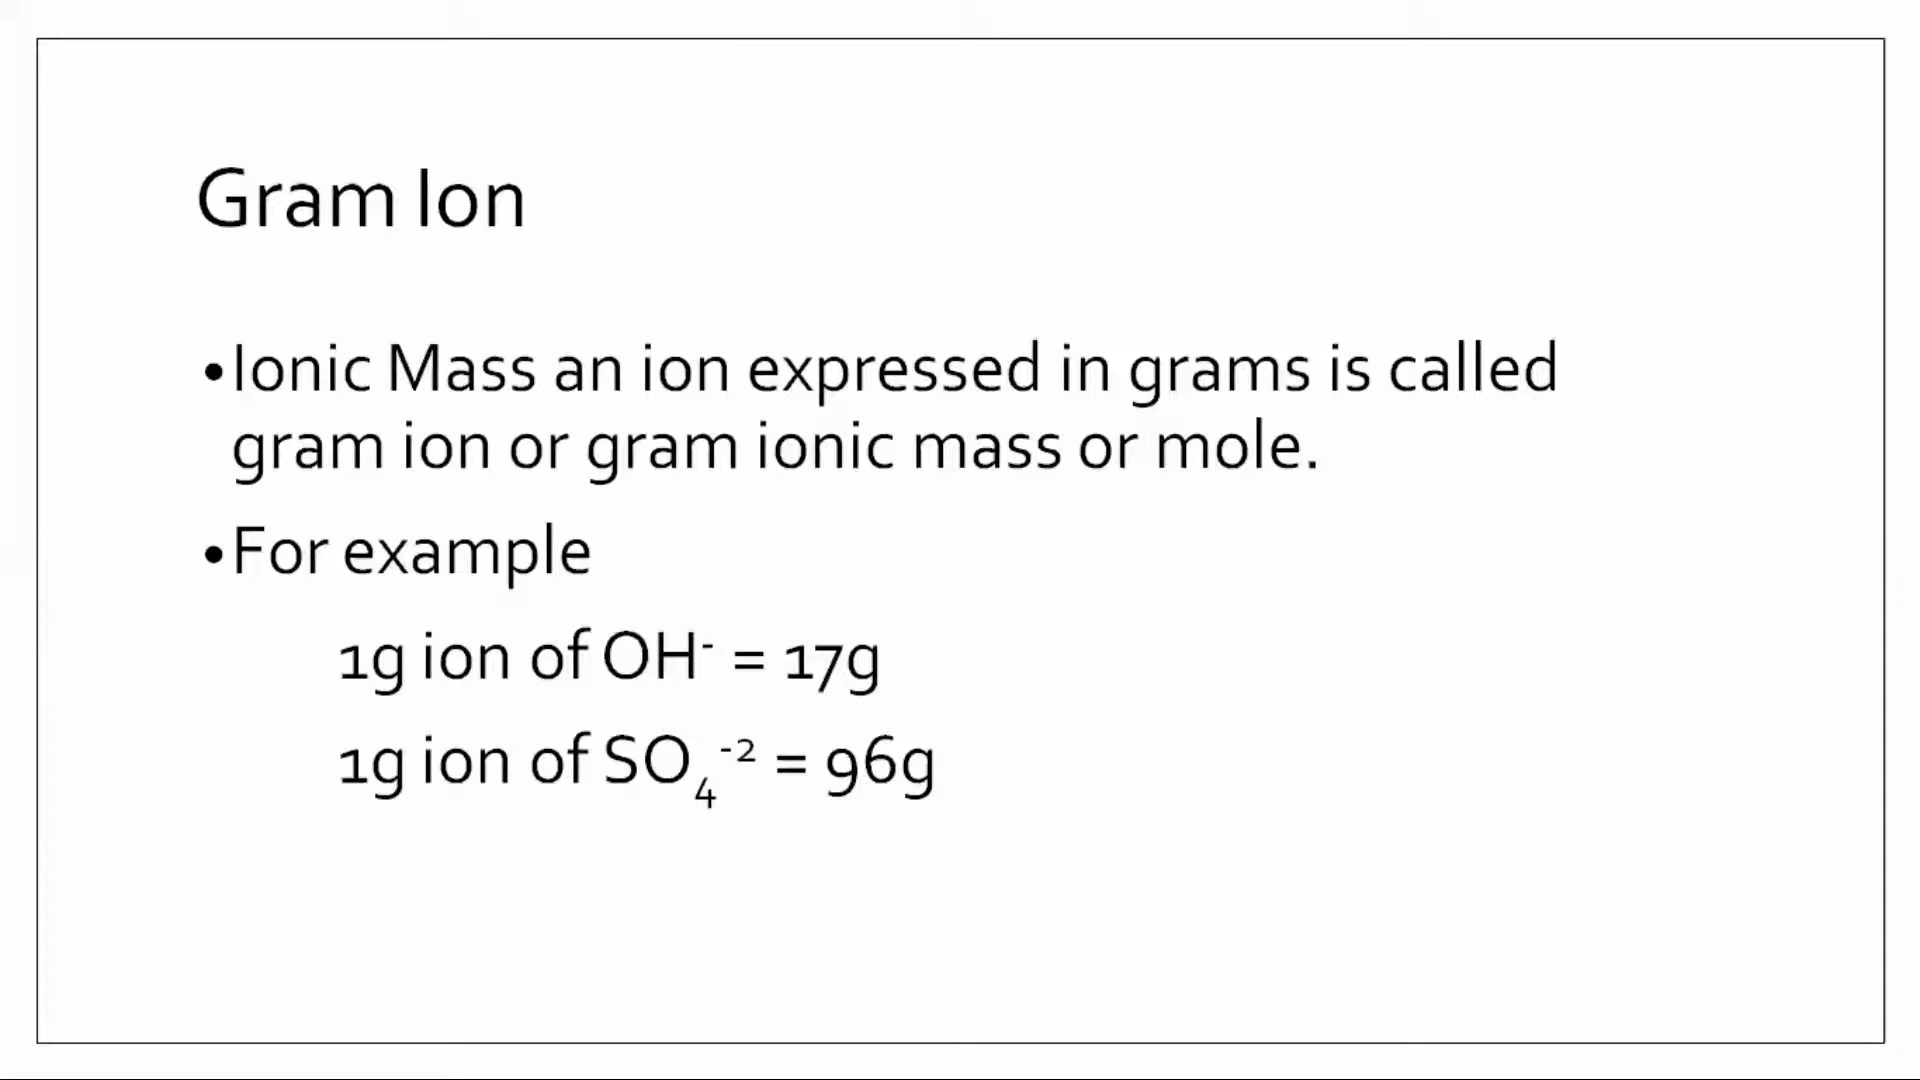 Gram Ion
•Ionic Mass an ion expressed in grams is called
gram ion or gram ionic mass or mole.
•For example
1g ion of OH⁻ = 17g
1g ion of SO₄⁻² = 96g